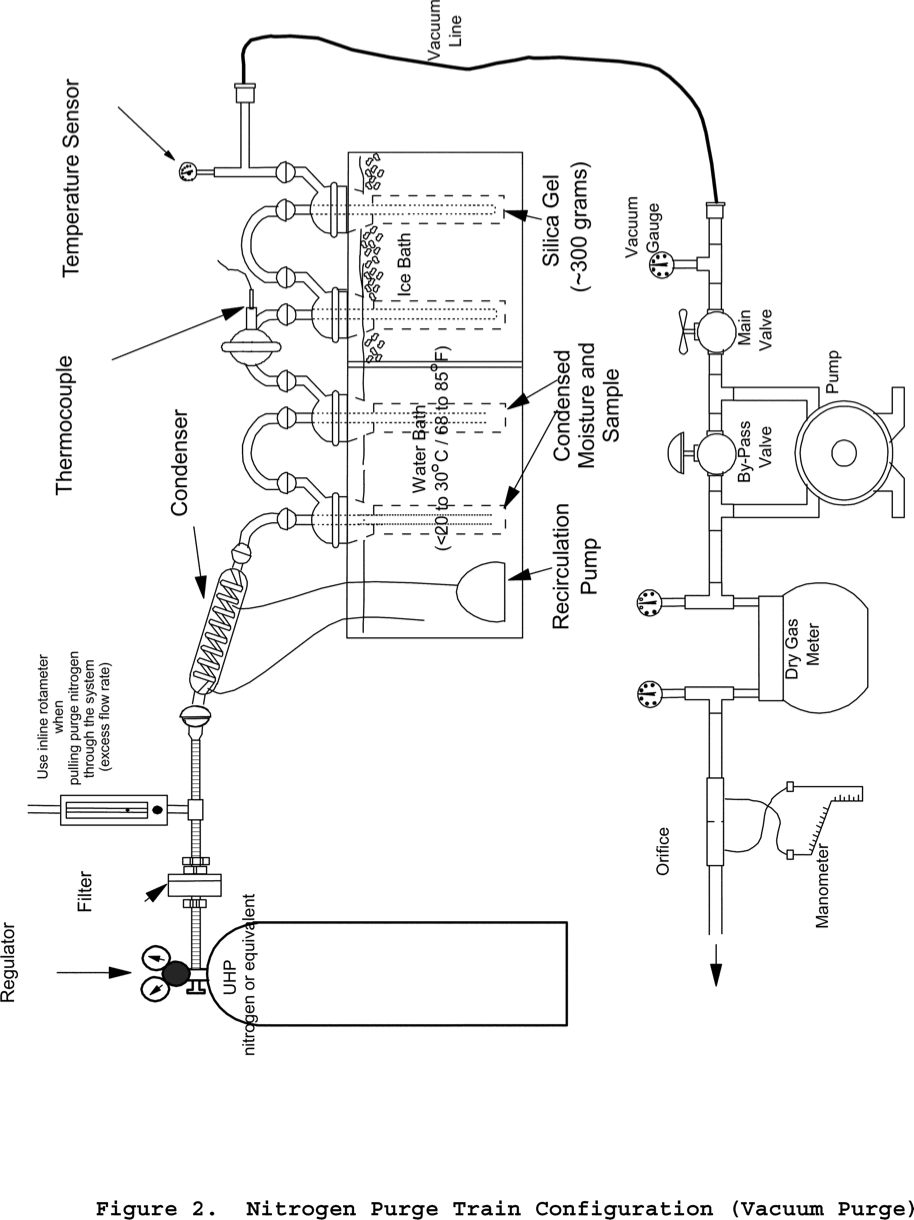 Vacuum
Line
Temperature Sensor
Thermocouple
Condenser
Use inline rotameter
when
pulling purge nitrogen
through the system
(excess flow rate)
Filter
Regulator
UHP
nitrogen or equivalent
Ice Bath
Water Bath
(<20 to 30°C / 68 to 85°F)
Silica Gel
(~300 grams)
Condensed
Moisture and
Sample
Recirculation
Pump
Vacuum
Gauge
Main
Valve
Pump
By-Pass
Valve
Dry Gas
Meter
Orifice
Manometer
Figure 2. Nitrogen Purge Train Configuration (Vacuum Purge)